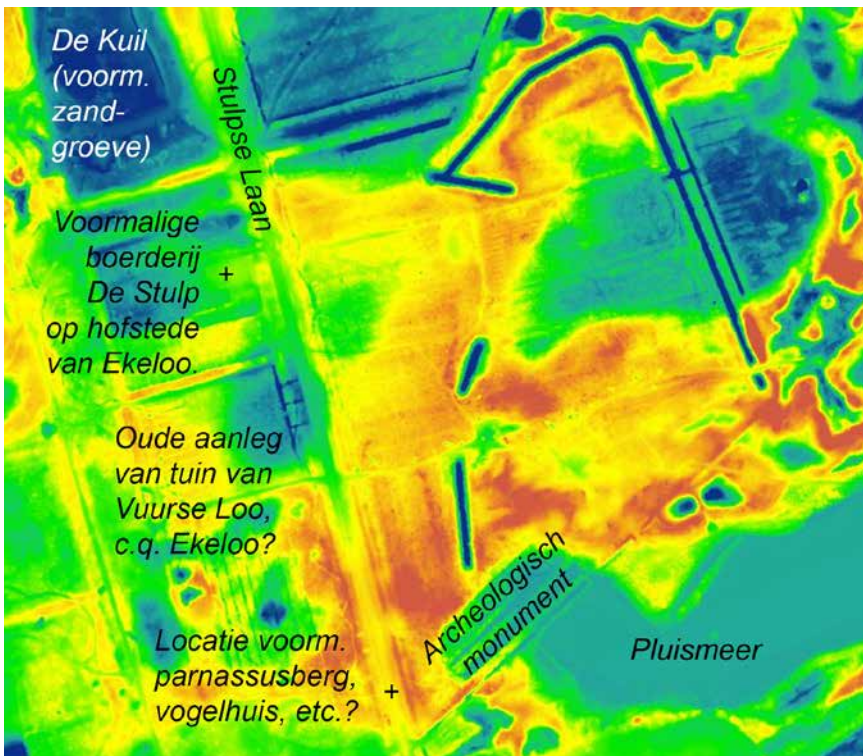 De Kuil
(voorm.
zand-
groeve)
Stulpse Laan
Voormalige
boerderij
De Stulp
op hofstede
van Ekeloo.
+
Oude aanleg
van tuin van
Vuurse Loo,
c.q. Ekeloo?
Archeologisch
monument
Locatie voorm.
parnassusberg,
vogelhuis, etc.?
+
Pluismeer